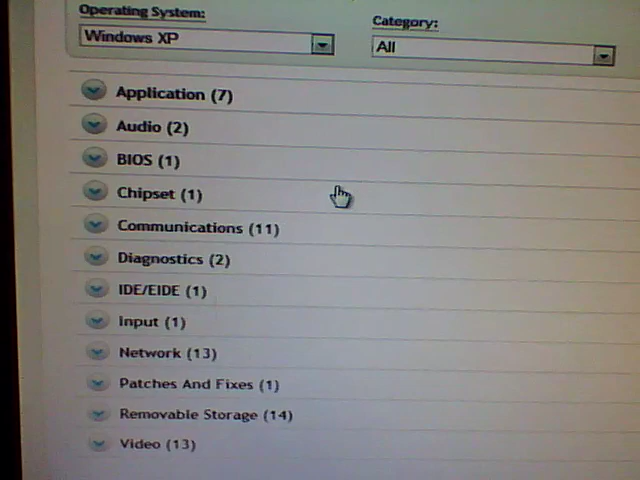 Operating System:
Category:
Windows XP
All
Application (7)
Audio (2)
BIOS (1)
Chipset (1)
Communications (11)
Diagnostics (2)
IDE/EIDE (1)
Input (1)
Network (13)
Patches And Fixes (1)
Removable Storage (14)
Video (13)